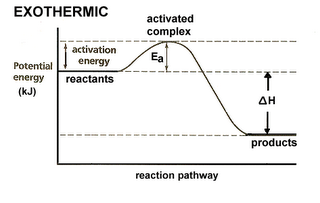 EXOTHERMIC
activated
complex
activation
energy
Ea
Potential
energy
(kJ)
reactants
ΔH
products
reaction pathway